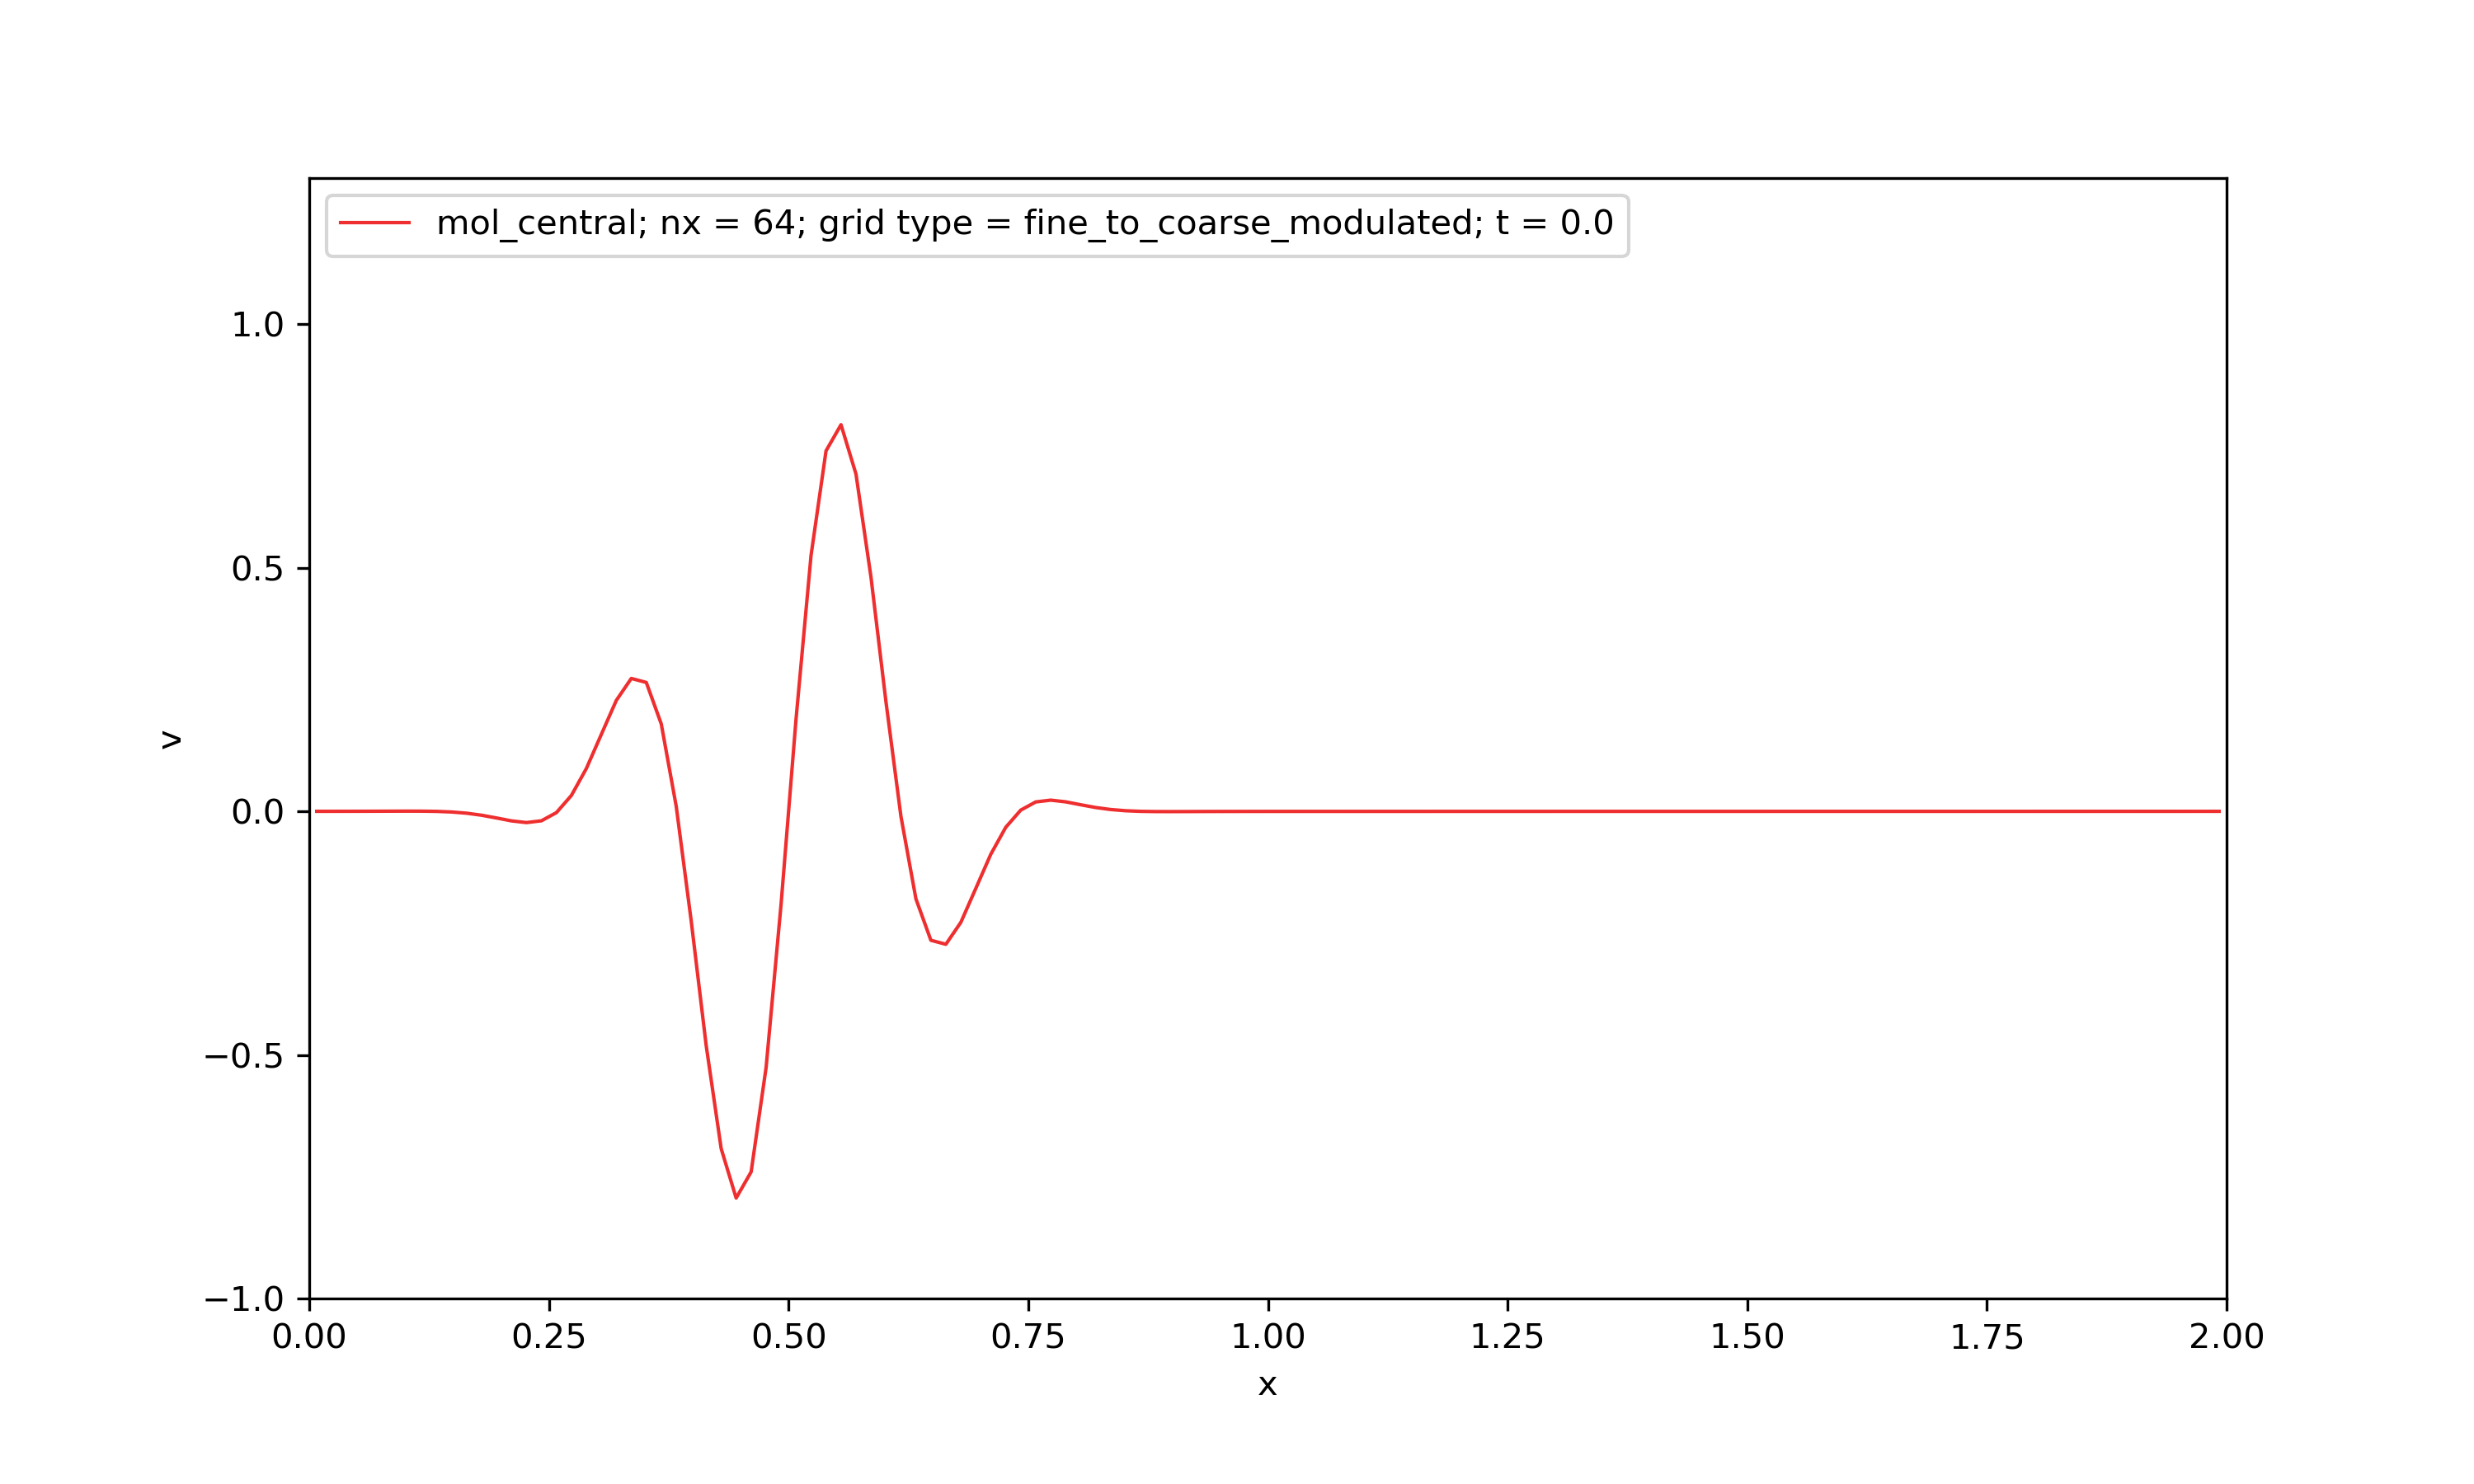 mol_central; nx = 64; grid type = fine_to_coarse_modulated; t = 0.0
1.0
0.5
0.0
−0.5
−1.0
v
0.00 0.25 0.50 0.75 1.00 1.25 1.50 1.75 2.00
x